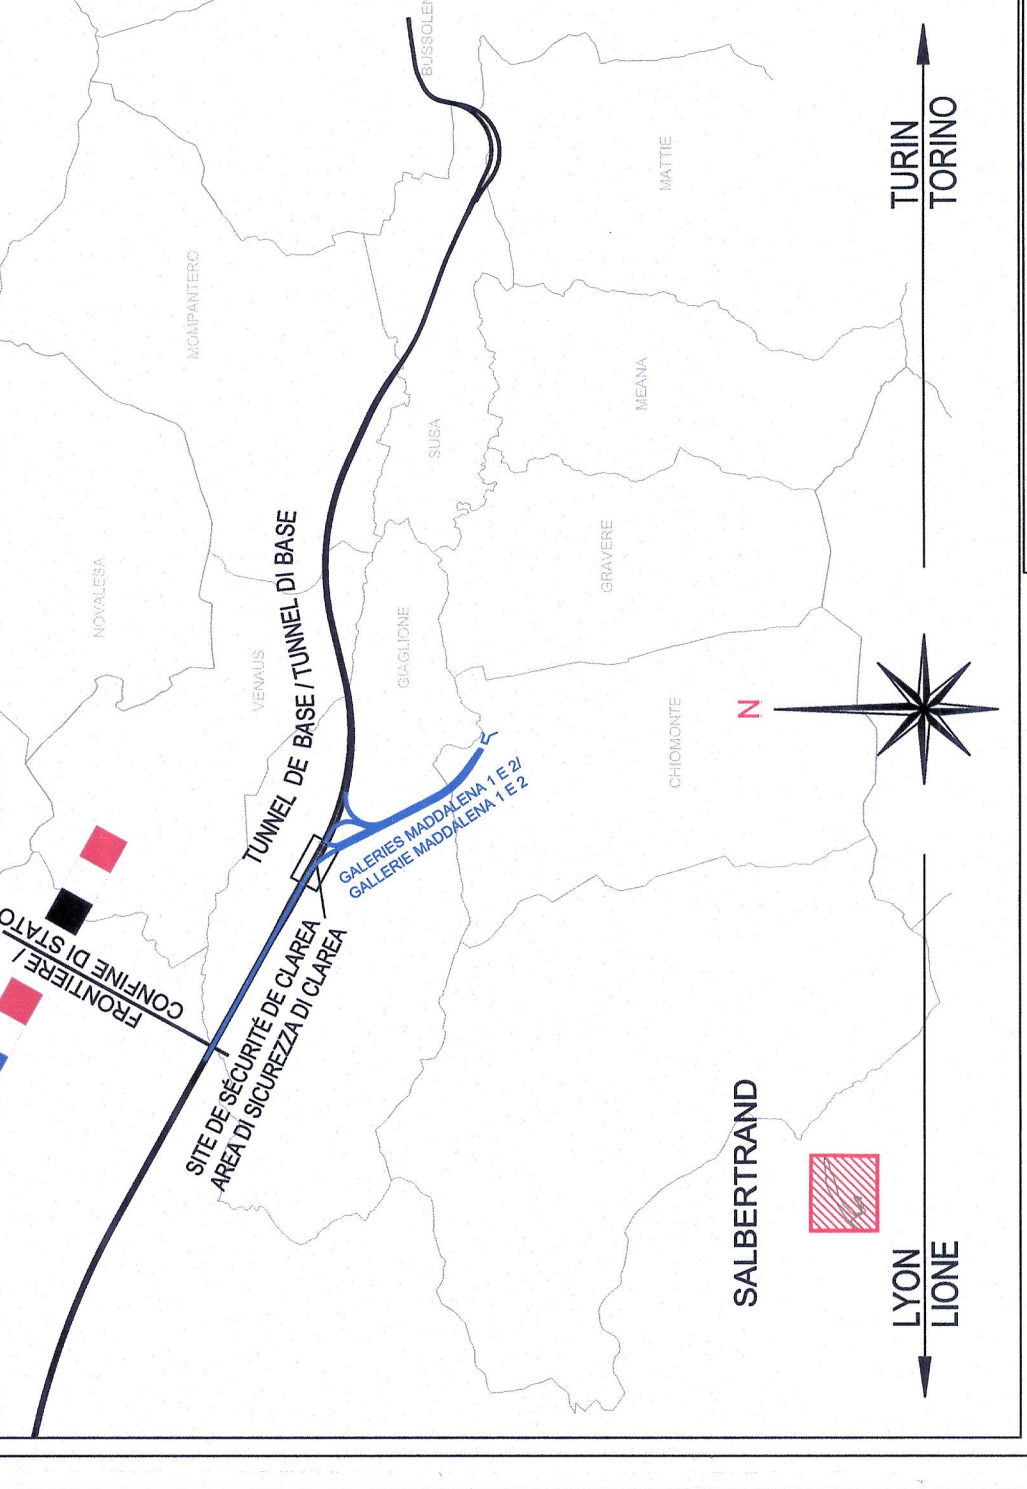 FRONTIERE /
CONFINE DI STATO
NOVALESA
MOMPANTERO
VENAUS
TUNNEL DE BASE / TUNNEL DI BASE
BUSSOLEN
SITE DE SÉCURITÉ DE CLAREA
AREA DI SICUREZZA DI CLAREA
GALERIES MADDALENA 1 E 2/
GALLERIE MADDALENA 1 E 2
GIAGLIONE
SUSA
GRAVERE
MEANA
MATTIE
CHIOMONTE
N
SALBERTRAND
LYON
LIONE
TURIN
TORINO